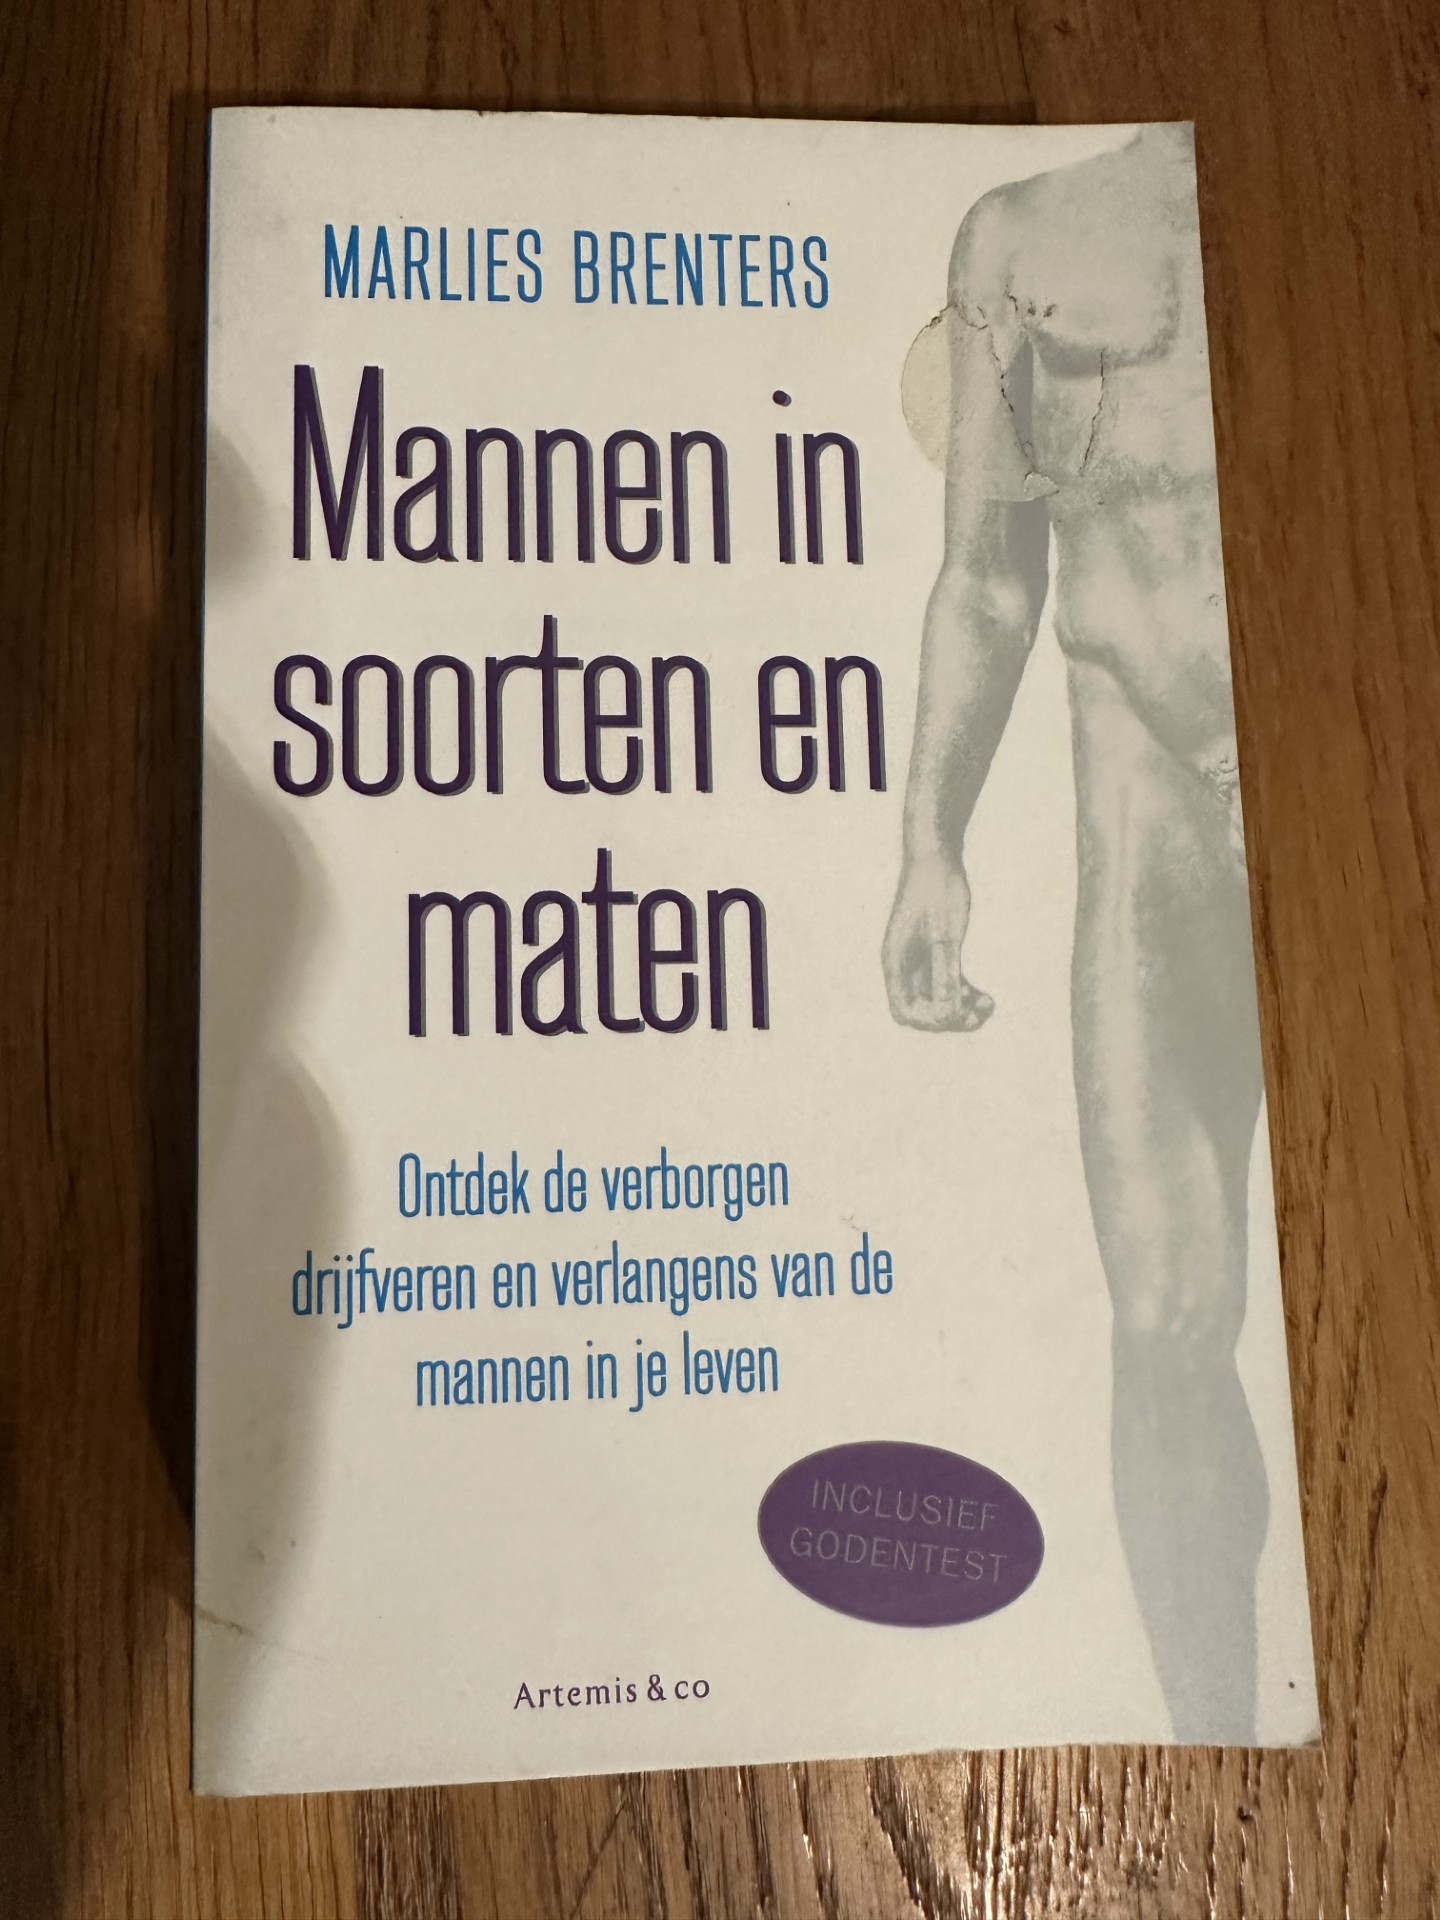 MARLIES BRENTERS
Mannen in
soorten en
maten
Ontdek de verborgen
drijfveren en verlangens van de
mannen in je leven
INCLUSIEF
GODENTEST
Artemis & co